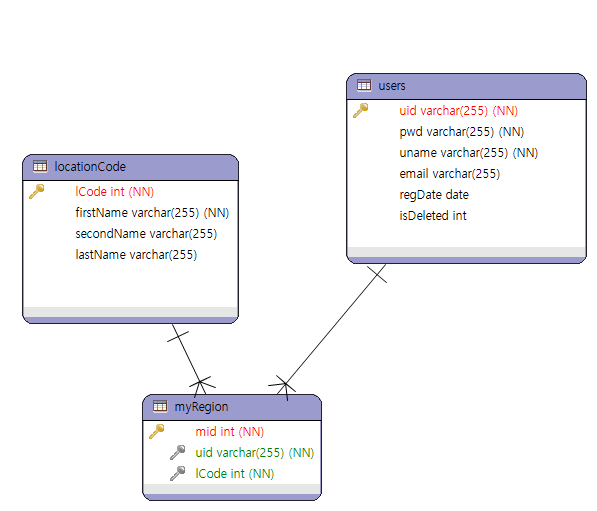 users
uid varchar(255) (NN)
pwd varchar(255) (NN)
uname varchar(255) (NN)
email varchar(255)
regDate date
isDeleted int
locationCode
lCode int (NN)
firstName varchar(255) (NN)
secondName varchar(255)
lastName varchar(255)
myRegion
mid int (NN)
uid varchar(255) (NN)
lCode int (NN)